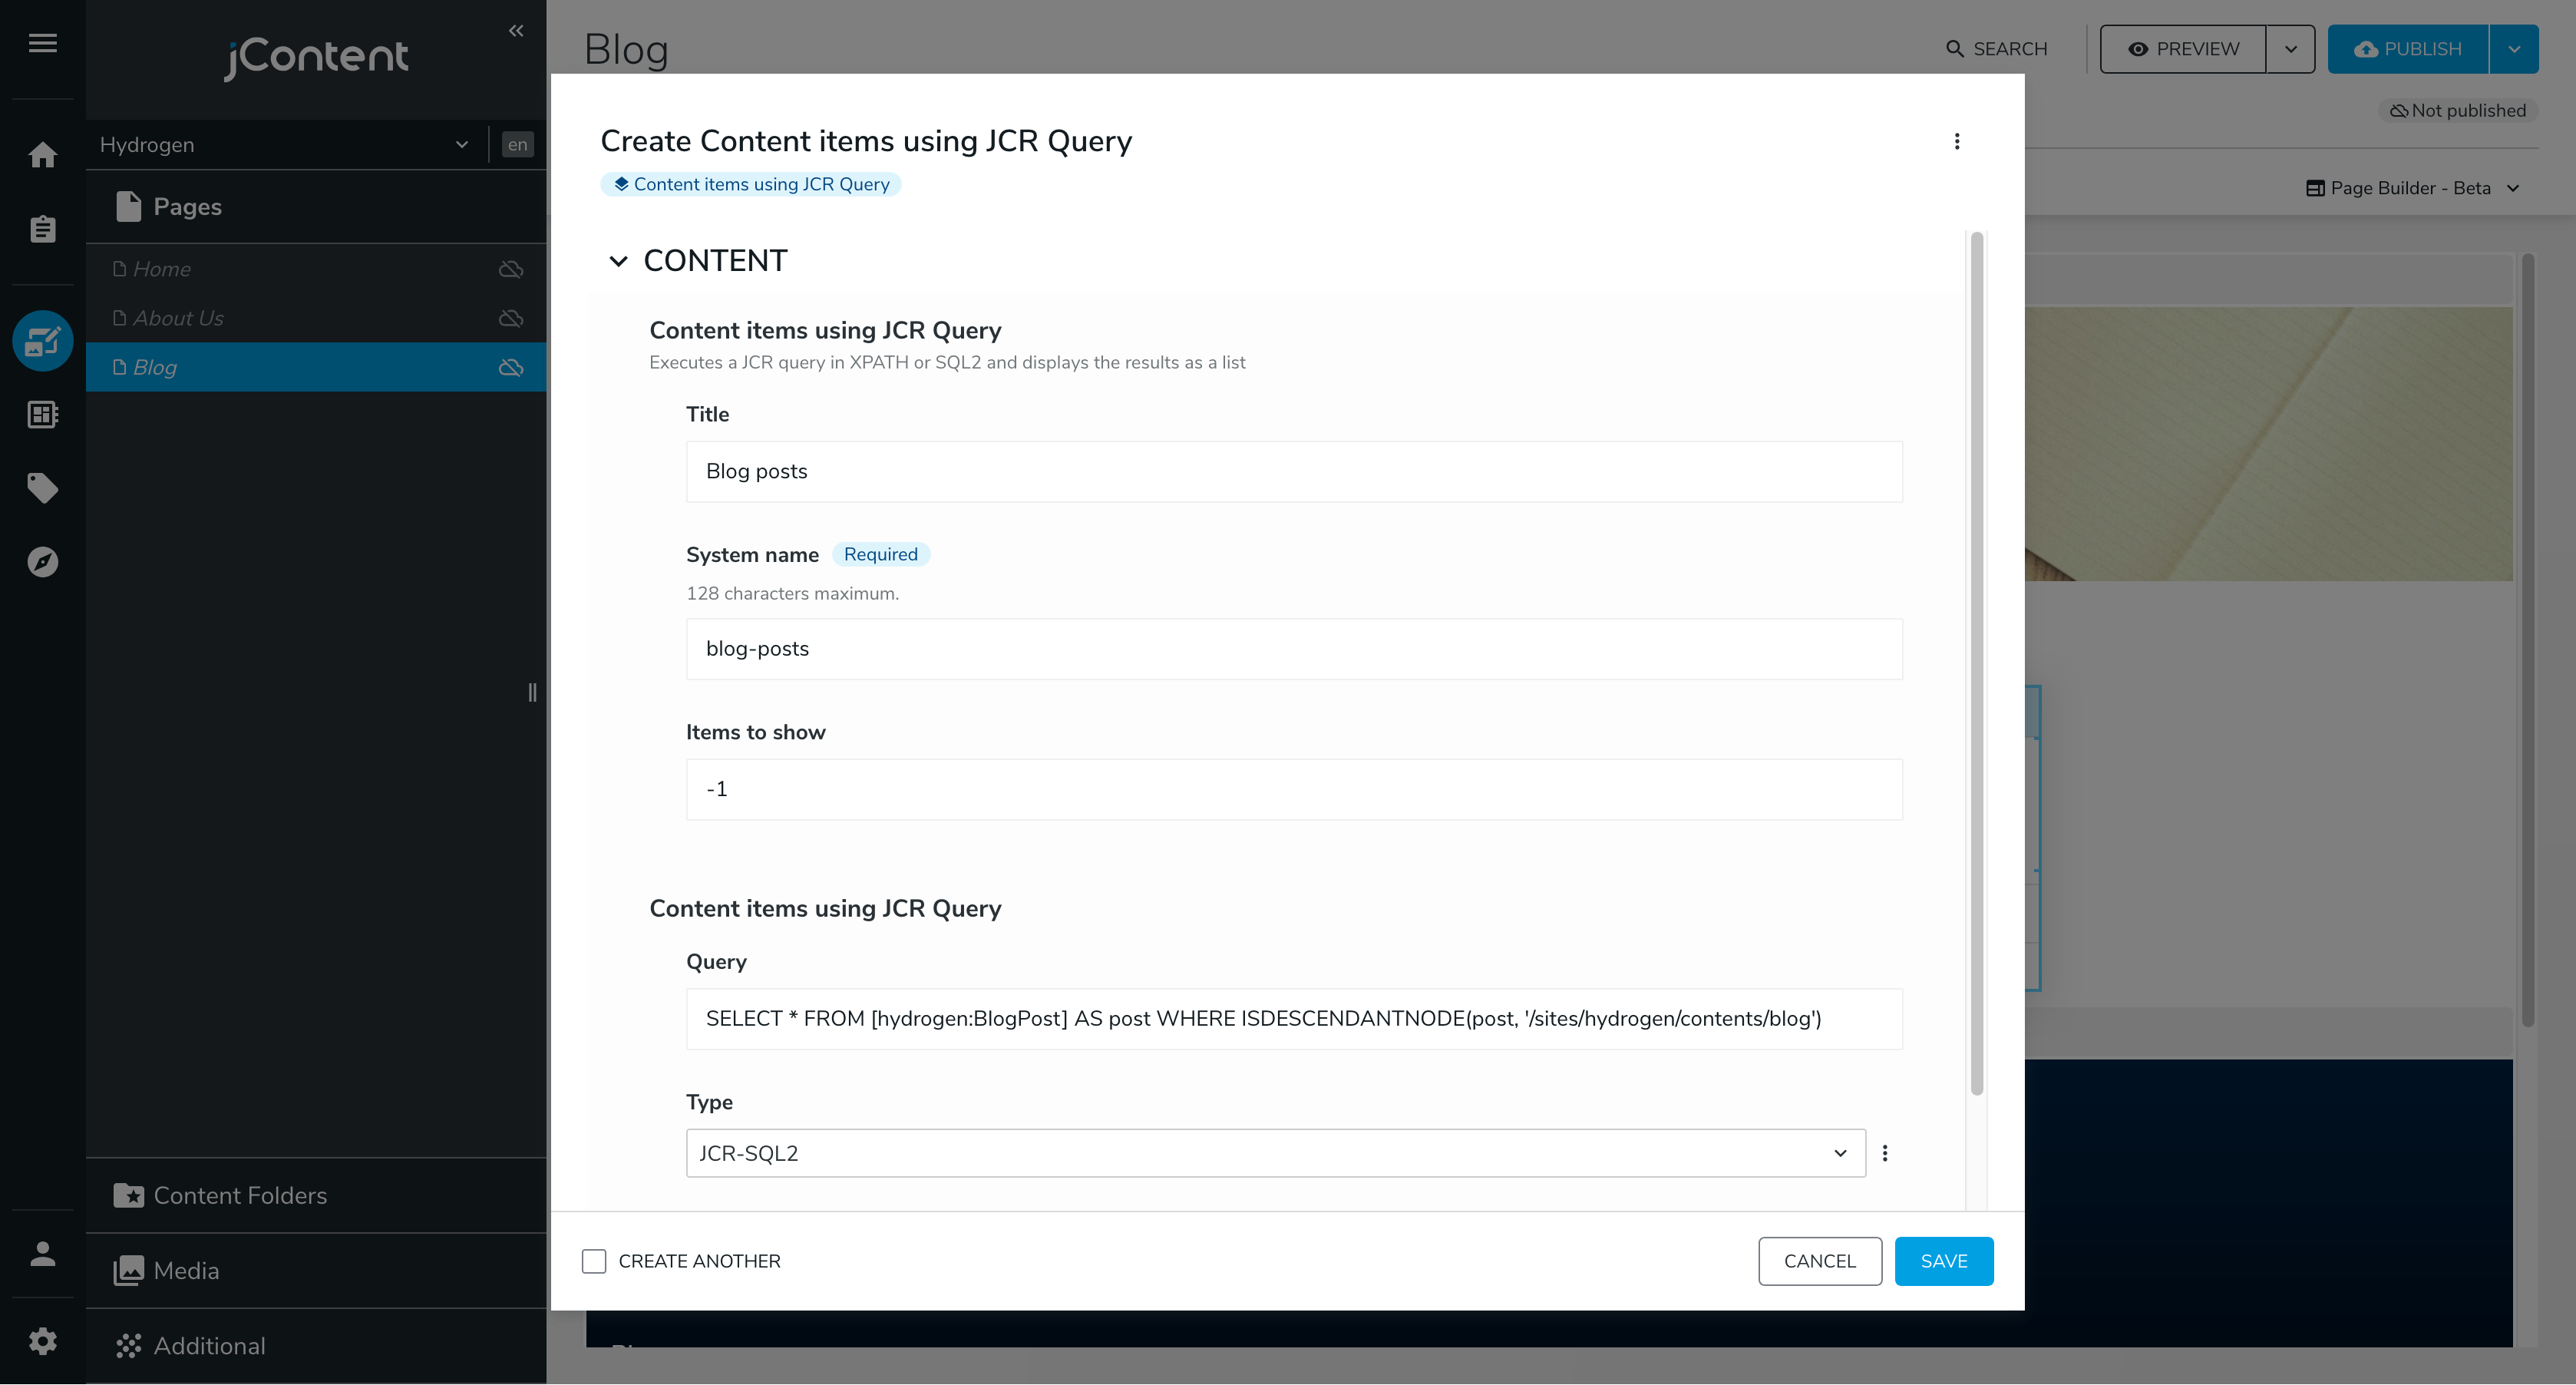 jContent
Hydrogen
en
Pages
Home
About Us
Blog
Content Folders
Media
Additional
Blog
SEARCH
PREVIEW
PUBLISH
Not published
Page Builder - Beta
Create Content items using JCR Query
Content items using JCR Query
CONTENT
Content items using JCR Query
Executes a JCR query in XPATH or SQL2 and displays the results as a list
Title
Blog posts
System name Required
128 characters maximum.
blog-posts
Items to show
-1
Content items using JCR Query
Query
SELECT * FROM [hydrogen:BlogPost] AS post WHERE ISDESCENDANTNODE(post, '/sites/hydrogen/contents/blog')
Type
JCR-SQL2
CREATE ANOTHER
CANCEL
SAVE